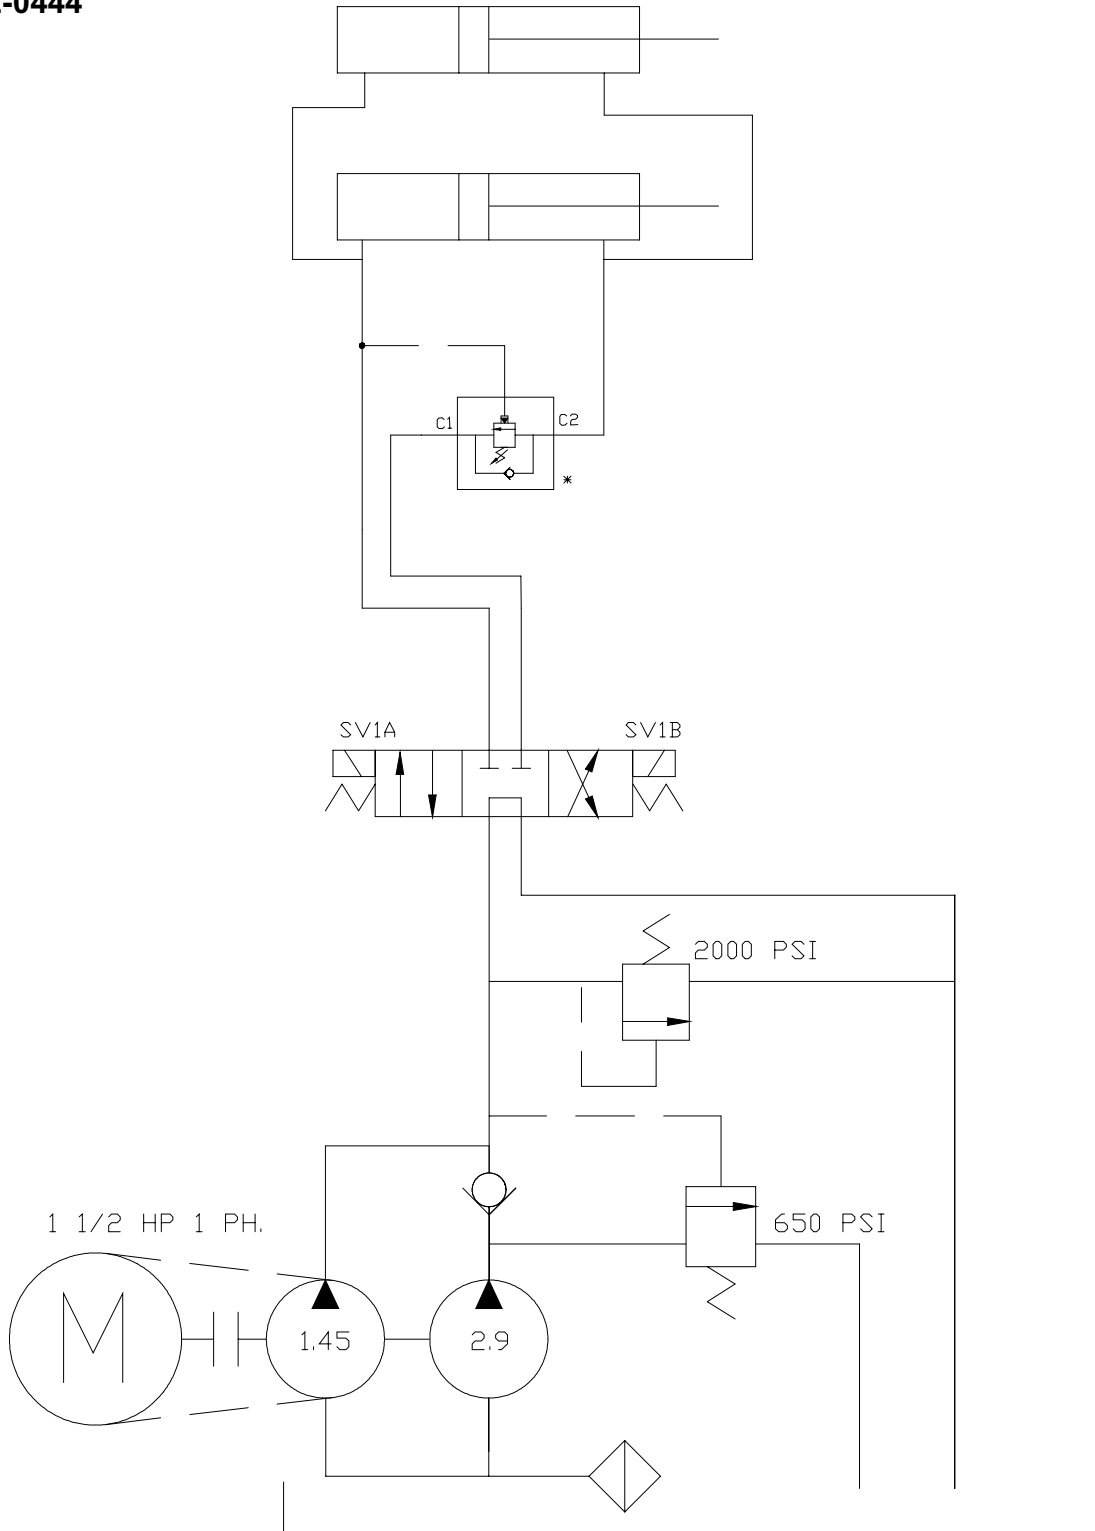 -0444
C1
C2
*
SV1A
SV1B
2000 PSI
1 1/2 HP 1 PH.
650 PSI
M
1.45
2.9